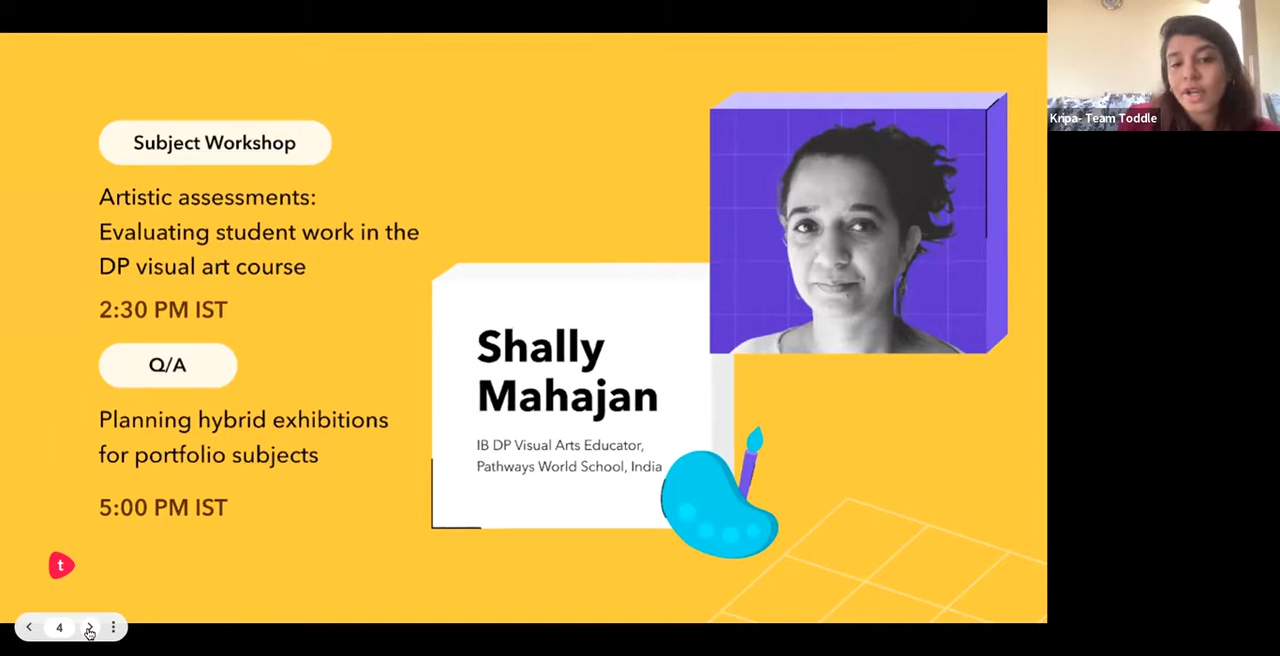 Subject Workshop
Artistic assessments:
Evaluating student work in the
DP visual art course
2:30 PM IST
Q/A
Planning hybrid exhibitions
for portfolio subjects
5:00 PM IST
Shally
Mahajan
IB DP Visual Arts Educator,
Pathways World School, India
t
4
Kripa- Team Toddle